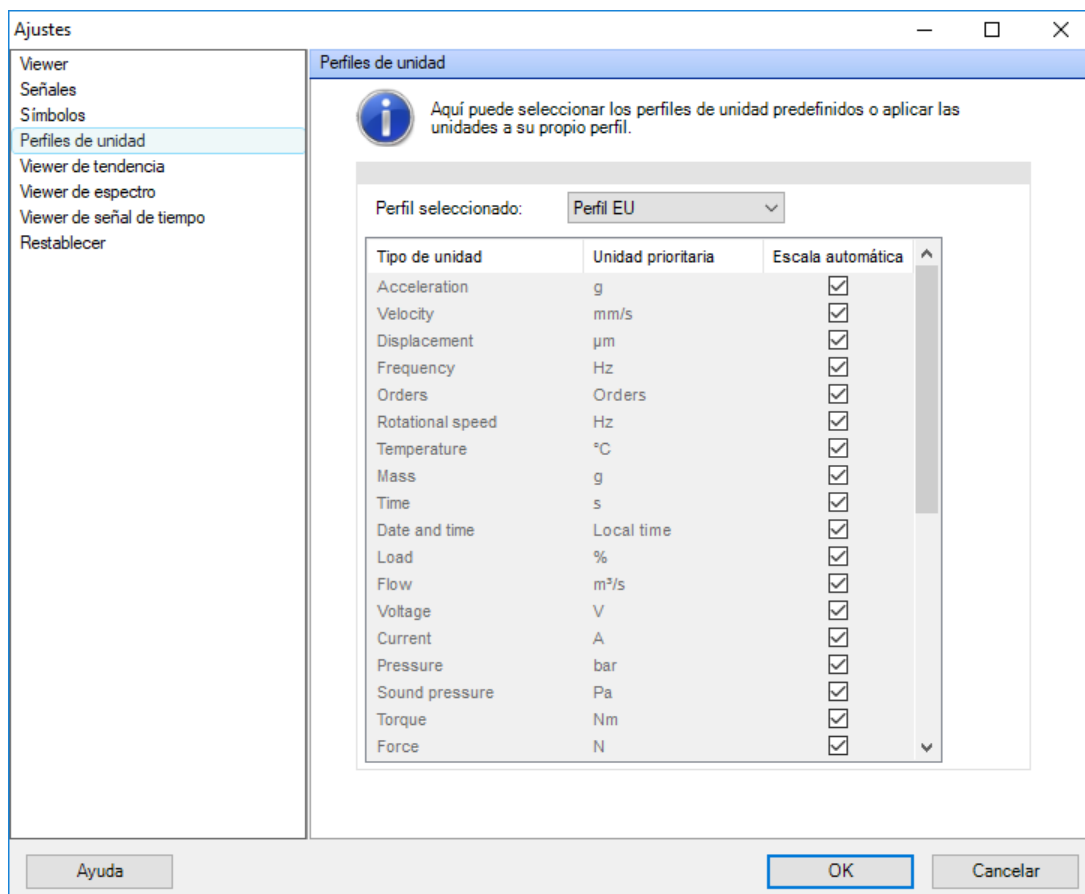 Ajustes
Viewer
Señales
Símbolos
Perfiles de unidad
Viewer de tendencia
Viewer de espectro
Viewer de señal de tiempo
Restablecer
Perfiles de unidad
Aquí puede seleccionar los perfiles de unidad predefinidos o aplicar las
unidades a su propio perfil.
Perfil seleccionado: Perfil EU
Tipo de unidad Unidad prioritaria Escala automática
Acceleration g
Velocity mm/s
Displacement µm
Frequency Hz
Orders Orders
Rotational speed Hz
Temperature °C
Mass g
Time s
Date and time Local time
Load %
Flow m³/s
Voltage V
Current A
Pressure bar
Sound pressure Pa
Torque Nm
Force N
Ayuda OK Cancelar